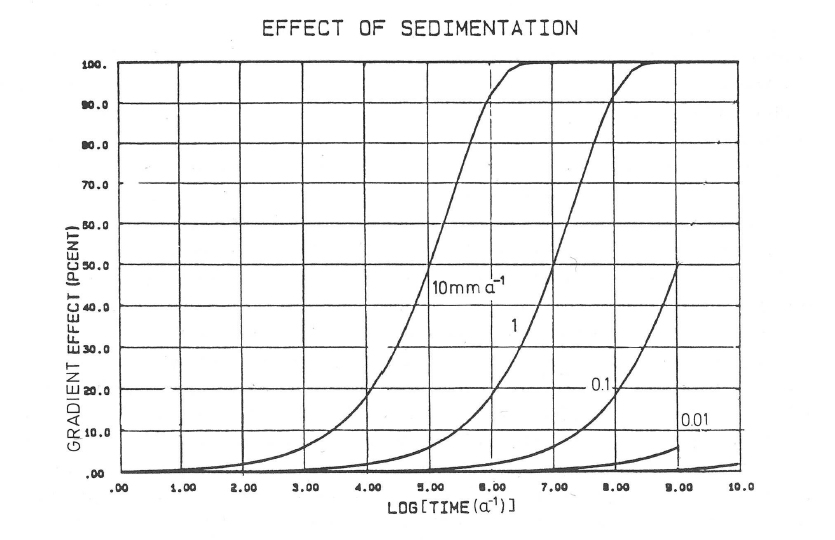 EFFECT OF SEDIMENTATION
GRADIENT EFFECT (PCENT)
100.
90.0
80.0
70.0
60.0
50.0
40.0
30.0
20.0
10.0
.00
10mm a⁻¹
1
0.1
0.01
.00 1.00 2.00 3.00 4.00 5.00 6.00 7.00 8.00 9.00 10.0
LOG[TIME(a⁻¹)]